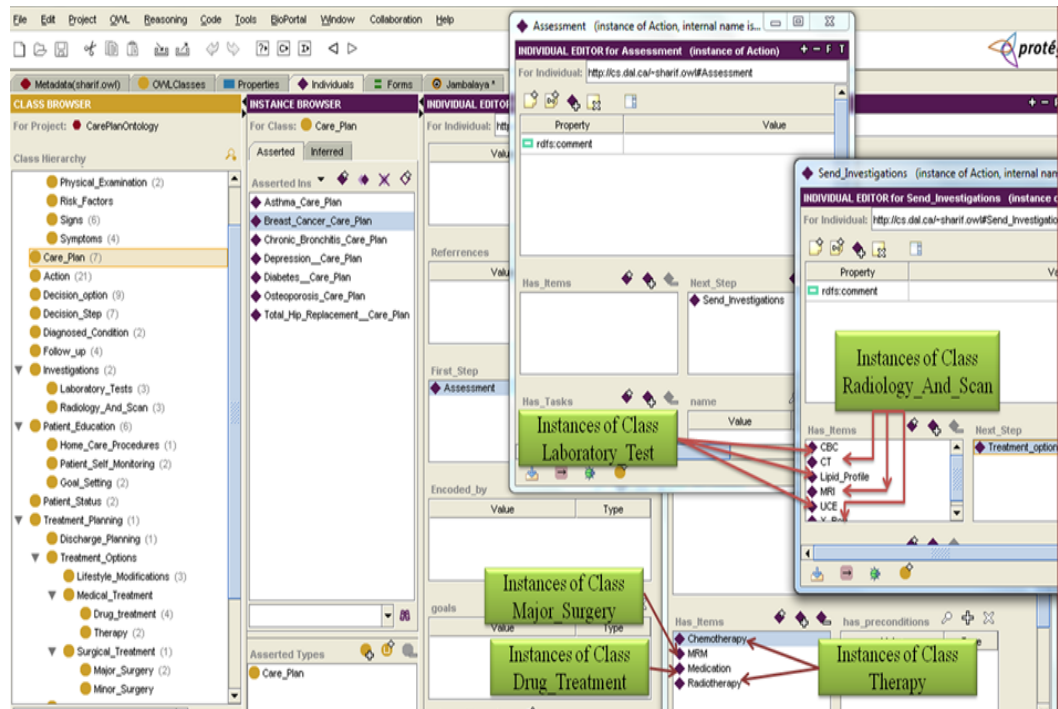 File Edit Project OWL Reasoning Code Tools BioPortal Window Collaboration Help
proté
Metadata(sharif.owl) OWLClasses Properties Individuals Forms Jambalaya
CLASS BROWSER
For Project: CarePlanOntology
Class Hierarchy
Physical_Examination (2)
Risk_Factors
Signs (6)
Symptoms (4)
Care_Plan (7)
Action (21)
Decision_option (9)
Decision_Step (7)
Diagnosed_Condition (2)
Follow_up (4)
Investigations (2)
Laboratory_Tests (3)
Radiology_And_Scan (3)
Patient_Education (6)
Home_Care_Procedures (1)
Patient_Self_Monitoring (2)
Goal_Setting (2)
Patient_Status (2)
Treatment_Planning (1)
Discharge_Planning (1)
Treatment_Options
Lifestyle_Modifications (3)
Medical_Treatment
Drug_treatment (4)
Therapy (2)
Surgical_Treatment (1)
Major_Surgery (2)
Minor_Surgery
INSTANCE BROWSER
For Class: Care_Plan
Asserted Inferred
Asserted Ins
Asthma_Care_Plan
Breast_Cancer_Care_Plan
Chronic_Bronchitis_Care_Plan
Depression__Care_Plan
Diabetes__Care_Plan
Osteoporosis_Care_Plan
Total_Hip_Replacement__Care_Plan
Asserted Types
Care_Plan
INDIVIDUAL EDITOR
For Individual: htt
Valu
Referrences
Valu
First_Step
Assessment
Encoded_by
Value Type
goals
Value Type
Assessment (instance of Action, internal name is...
INDIVIDUAL EDITOR for Assessment (instance of Action) + - F T
For Individual: http://cs.dal.ca/~sharif.owl#Assessment
Property Value
rdfs:comment
Has_Items
Next_Step
Send_Investigations
Has_Tasks
name
Value
Instances of Class
Laboratory_Test
Send_Investigations (instance of Action, internal nam
INDIVIDUAL EDITOR for Send_Investigations (instance o
For Individual: http://cs.dal.ca/~sharif.owl#Send_Investigatio
Property Va
rdfs:comment
Instances of Class
Radiology_And_Scan
Has_Items
CBC
CT
Lipid_Profile
MRI
UCE
Next_Step
Treatment_option
Instances of Class
Major_Surgery
Instances of Class
Drug_Treatment
Has_Items
Chemotherapy
MRM
Medication
Radiotherapy
has_preconditions
Instances of Class
Therapy